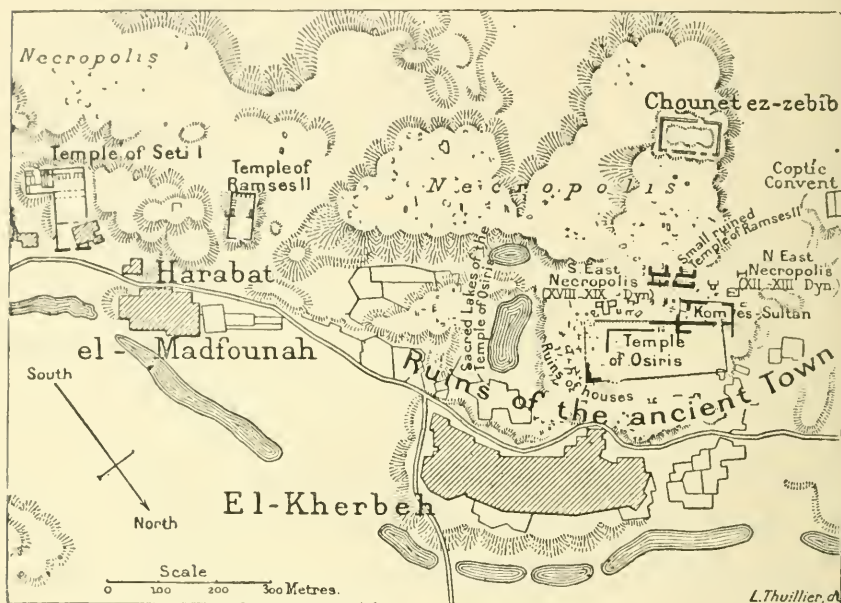 Necropolis
Chounet ez-zebîb
Temple of Seti I
Temple of
Ramses II
Necropolis
Coptic
Convent
Small ruined
Temple of Ramses II
Harabat
el-Madfounah
Sacred Lakes of the
Temple of Osiris
S. East
Necropolis
(XVIII-XIX-Dyn)
N East
Necropolis
(XII-XIII Dyn.)
Kom es-Sultan
Temple
of Osiris
Ruins of houses
Ruins of the ancient Town
South
North
El-Kherbeh
Scale
0 100 200 300 Metres.
L. Thuillier, del